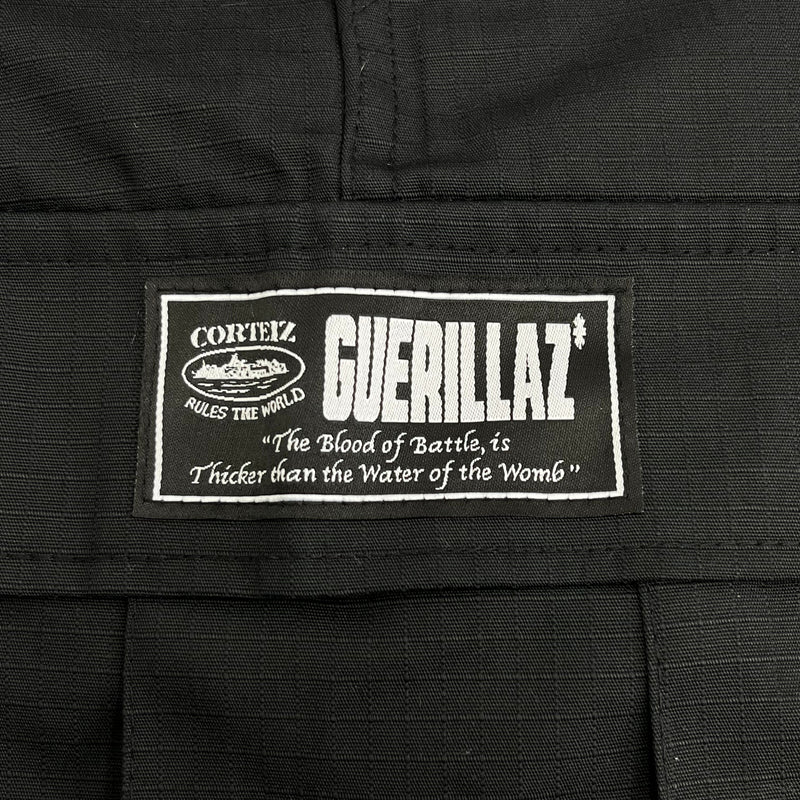 CORTEIZ
RULES THE WORLD
GUERILLAZ*
"The Blood of Battle, is
Thicker than the Water of the Womb"